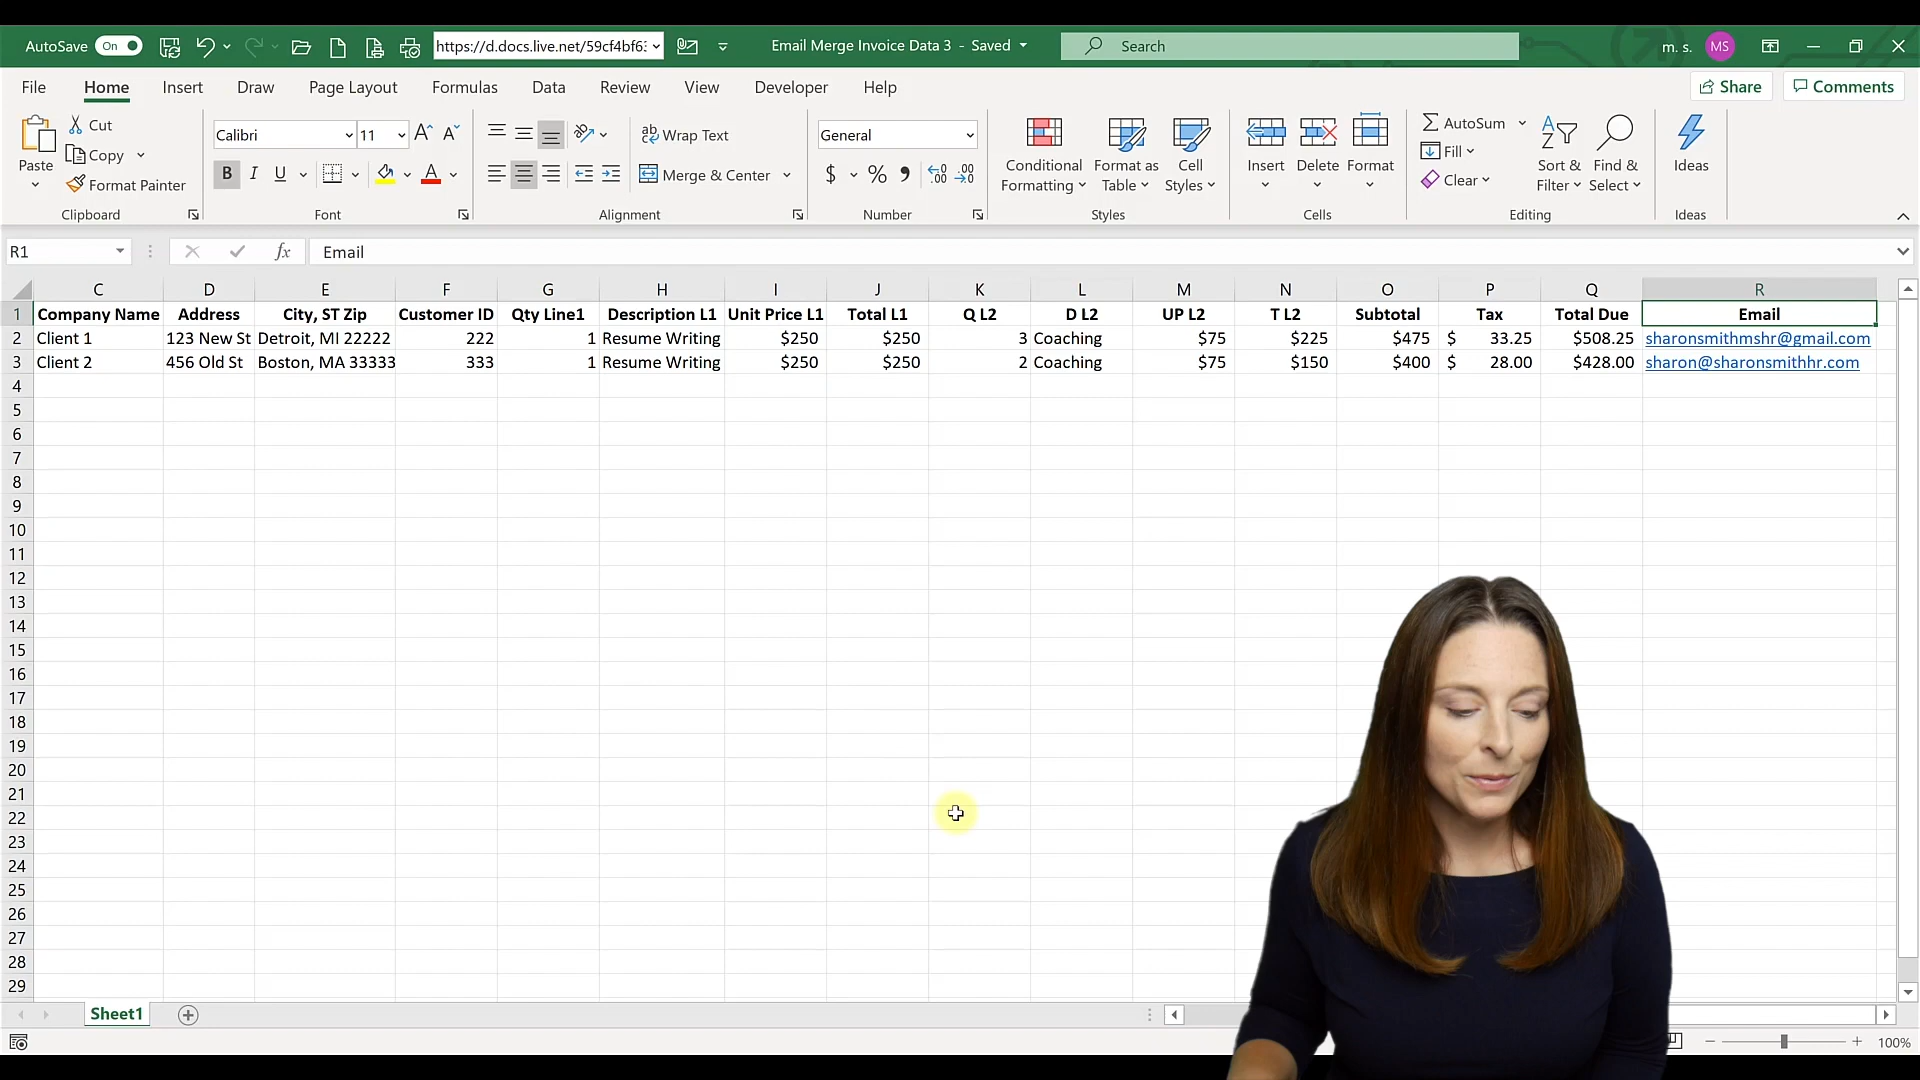 AutoSave On https://d.docs.live.net/59cf4bf6 Email Merge Invoice Data 3 - Saved Search m. s. MS
File Home Insert Draw Page Layout Formulas Data Review View Developer Help Share Comments
Paste Cut Copy Format Painter Clipboard
Calibri 11 B I U A Font
ab Wrap Text Merge & Center Alignment
General $ % Number
Conditional Formatting Format as Table Cell Styles Styles
Insert Delete Format Cells
AutoSum Fill Clear Sort & Filter Find & Select Editing
Ideas Ideas
R1 fx Email
C D E F G H I J K L M N O P Q R
1 Company Name Address City, ST Zip Customer ID Qty Line1 Description L1 Unit Price L1 Total L1 Q L2 D L2 UP L2 T L2 Subtotal Tax Total Due Email
2 Client 1 123 New St Detroit, MI 22222 222 1 Resume Writing $250 $250 3 Coaching $75 $225 $475 $ 33.25 $508.25 sharonsmithmshr@gmail.com
3 Client 2 456 Old St Boston, MA 33333 333 1 Resume Writing $250 $250 2 Coaching $75 $150 $400 $ 28.00 $428.00 sharon@sharonsmithhr.com
4
5
6
7
8
9
10
11
12
13
14
15
16
17
18
19
20
21
22
23
24
25
26
27
28
29
Sheet1
100%